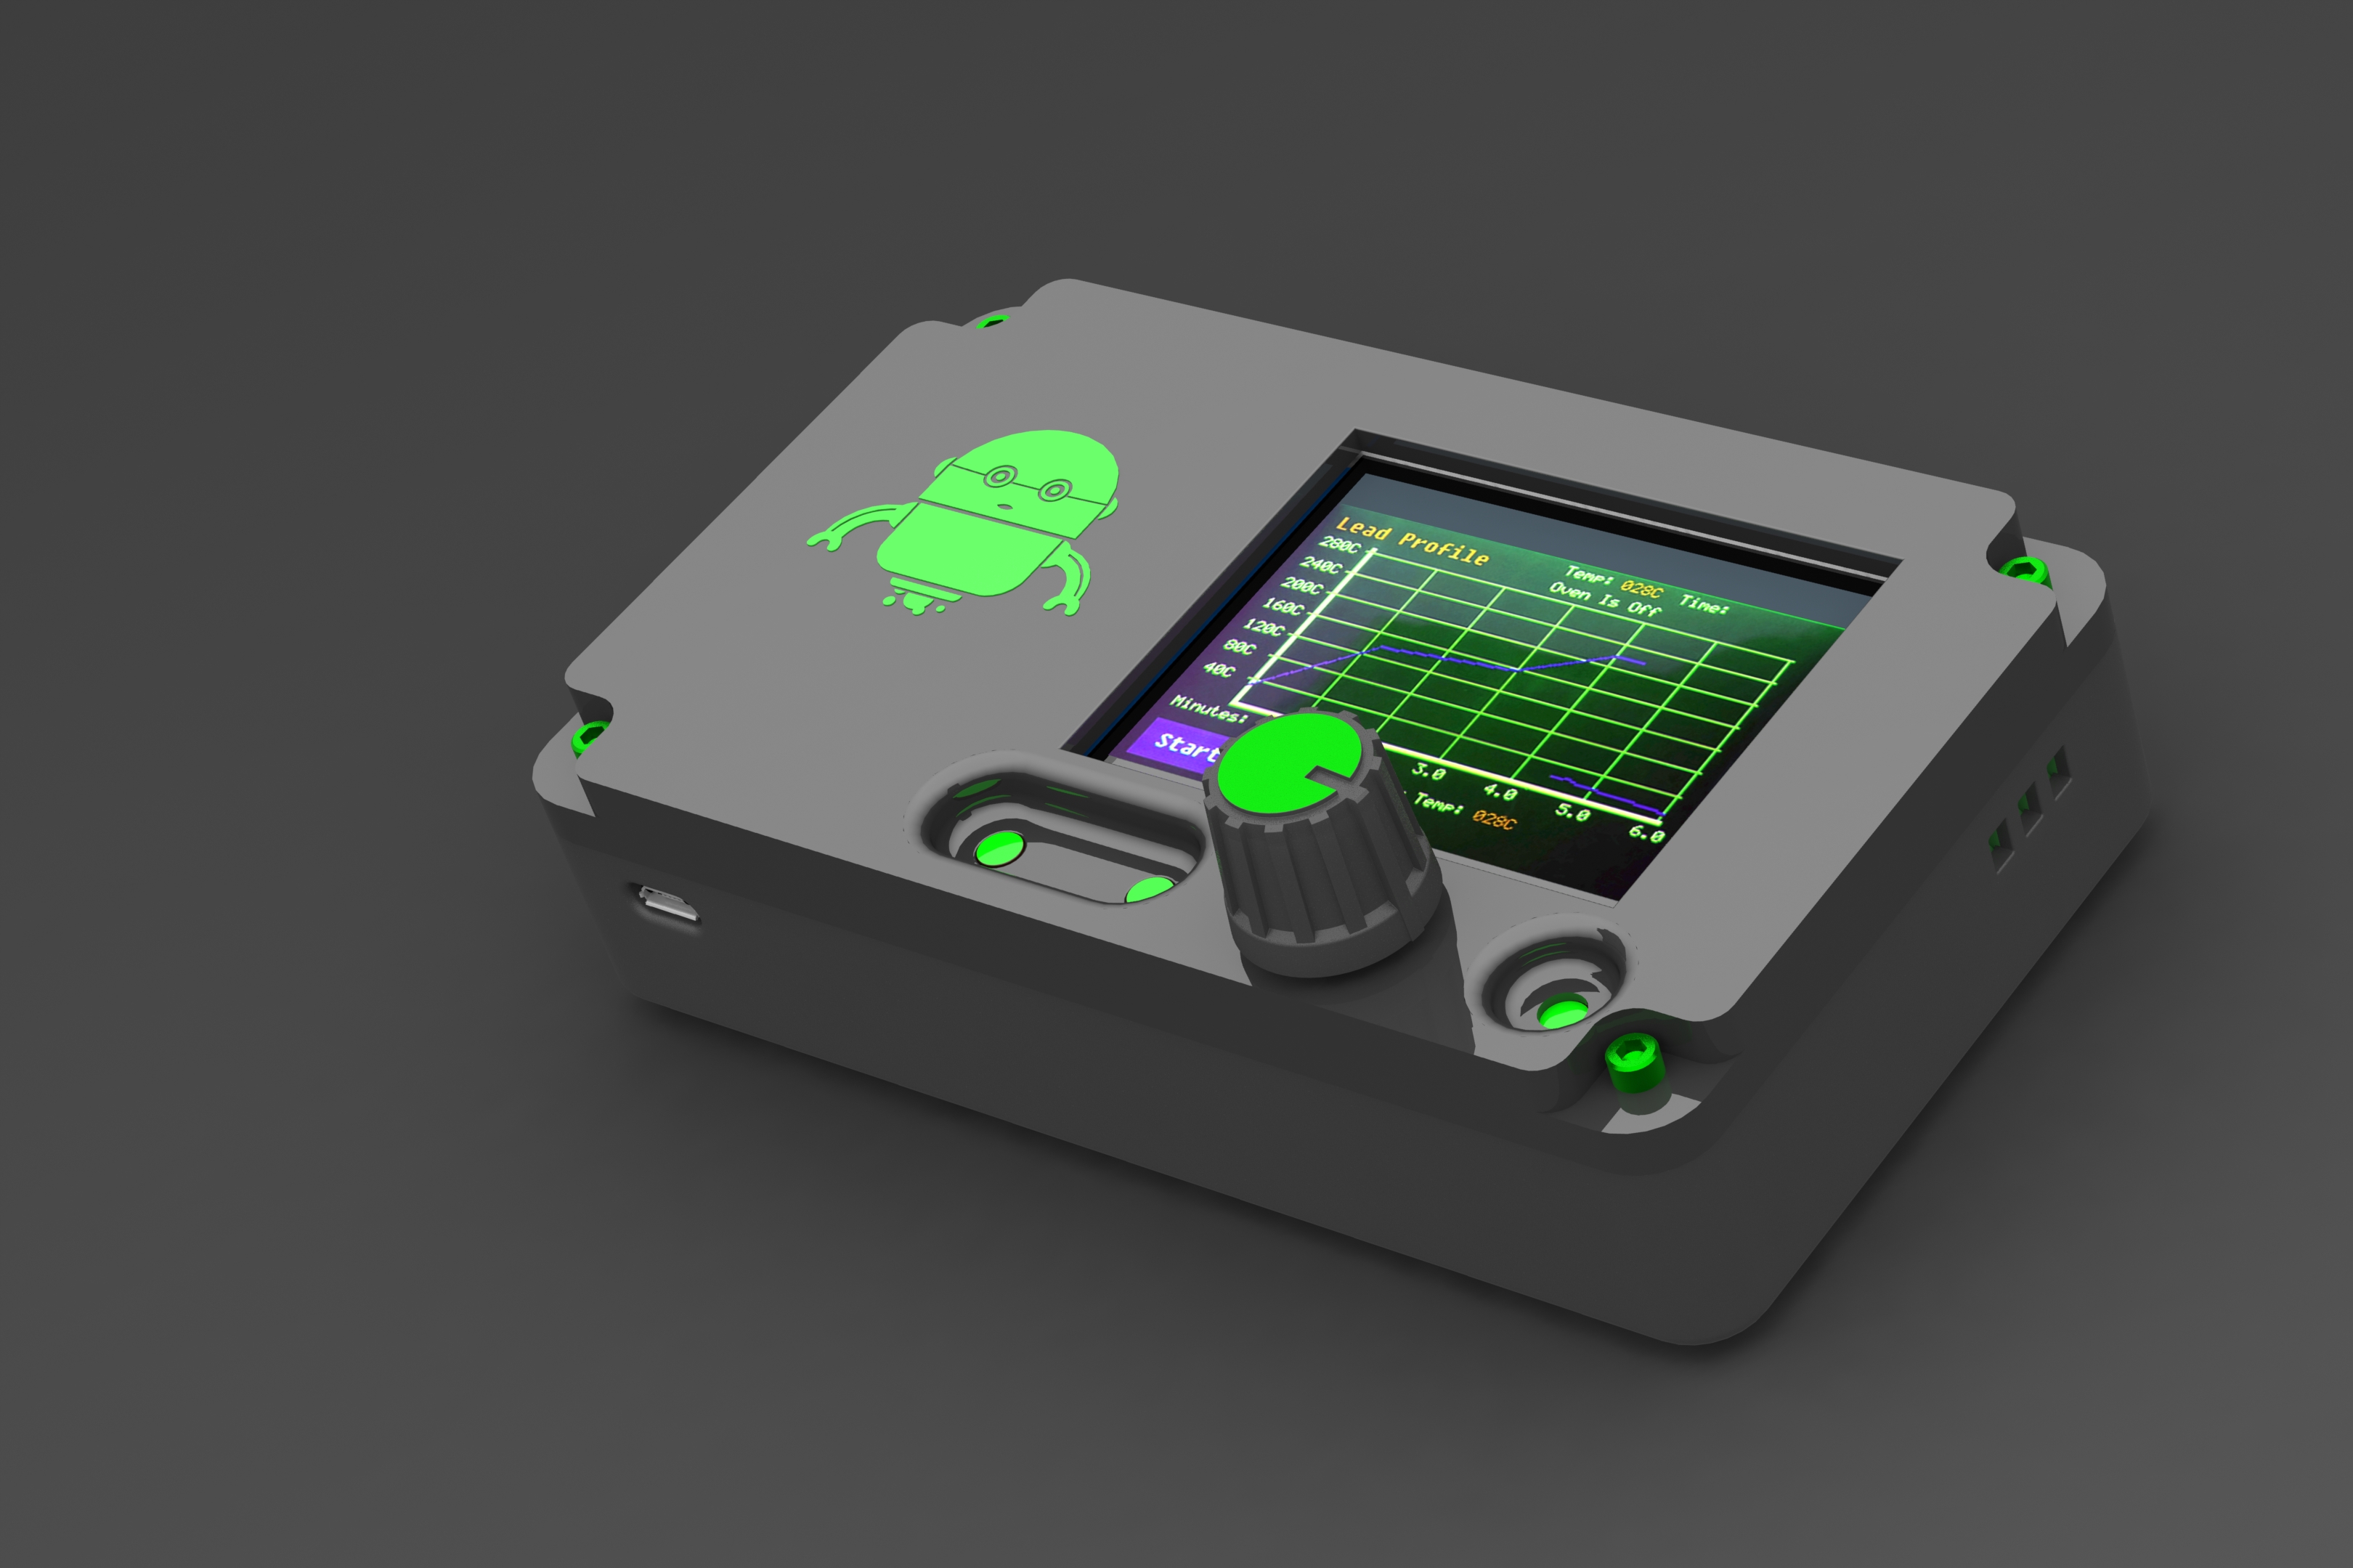 Lead Profile
Temp: 028C Time:
Oven Is Off
280C
240C
200C
160C
120C
80C
40C
Minutes:
3.0 4.0 5.0 6.0
Start
Temp: 028C